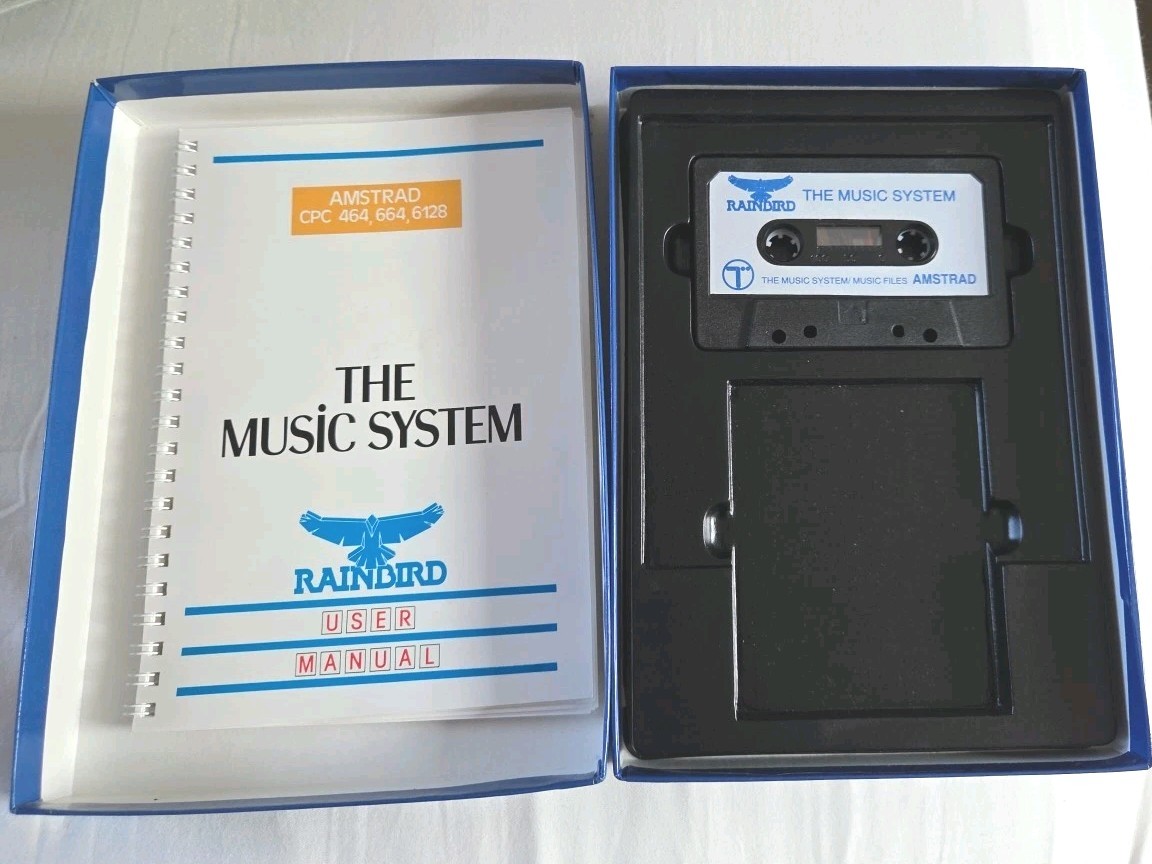 AMSTRAD
CPC 464, 664, 6128
THE
MUSiC SYSTEM
RAINBIRD
USER
MANUAL
RAINBIRD
THE MUSIC SYSTEM
THE MUSIC SYSTEM/ MUSIC FILES AMSTRAD